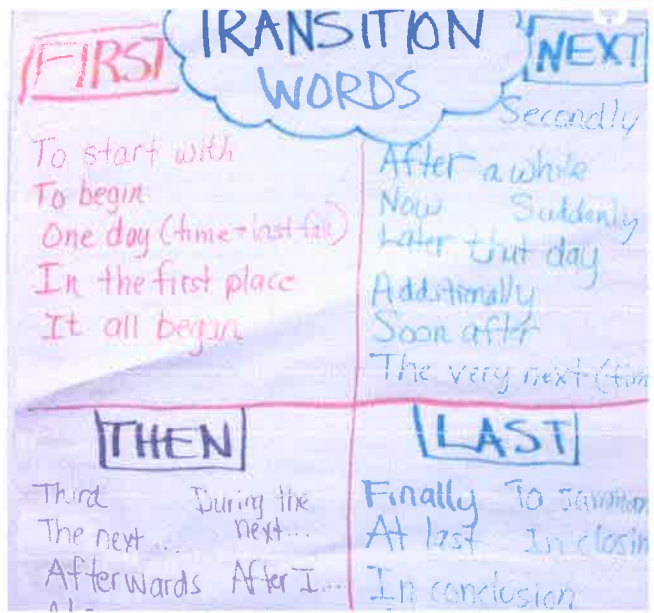 TRANSITION
WORDS
FIRST
To start with
To begin
One day (time - last fall)
In the first place
It all began
NEXT
Secondly
After a while
Now Suddenly
Later that day
Additionally
Soon after
The very next
THEN
Third During the
The next... next...
Afterwards After I...
LAST
Finally To
At last In
In conclusion